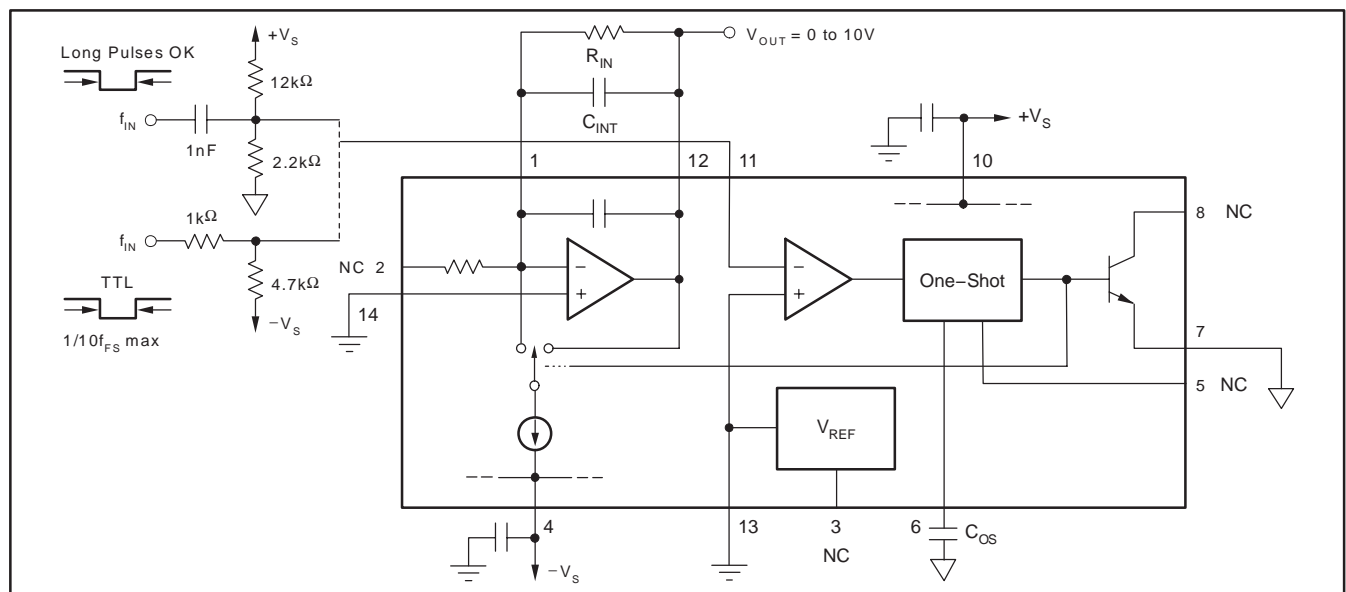 Long Pulses OK
+VS
12kΩ
fIN
1nF
2.2kΩ
fIN
1kΩ
TTL
4.7kΩ
−VS
1/10fFS max
RIN
VOUT = 0 to 10V
CINT
+VS
1
12
11
10
NC 2
14
−
+
−
+
One−Shot
8 NC
7
5 NC
VREF
4
13
3
NC
6
COS
−VS